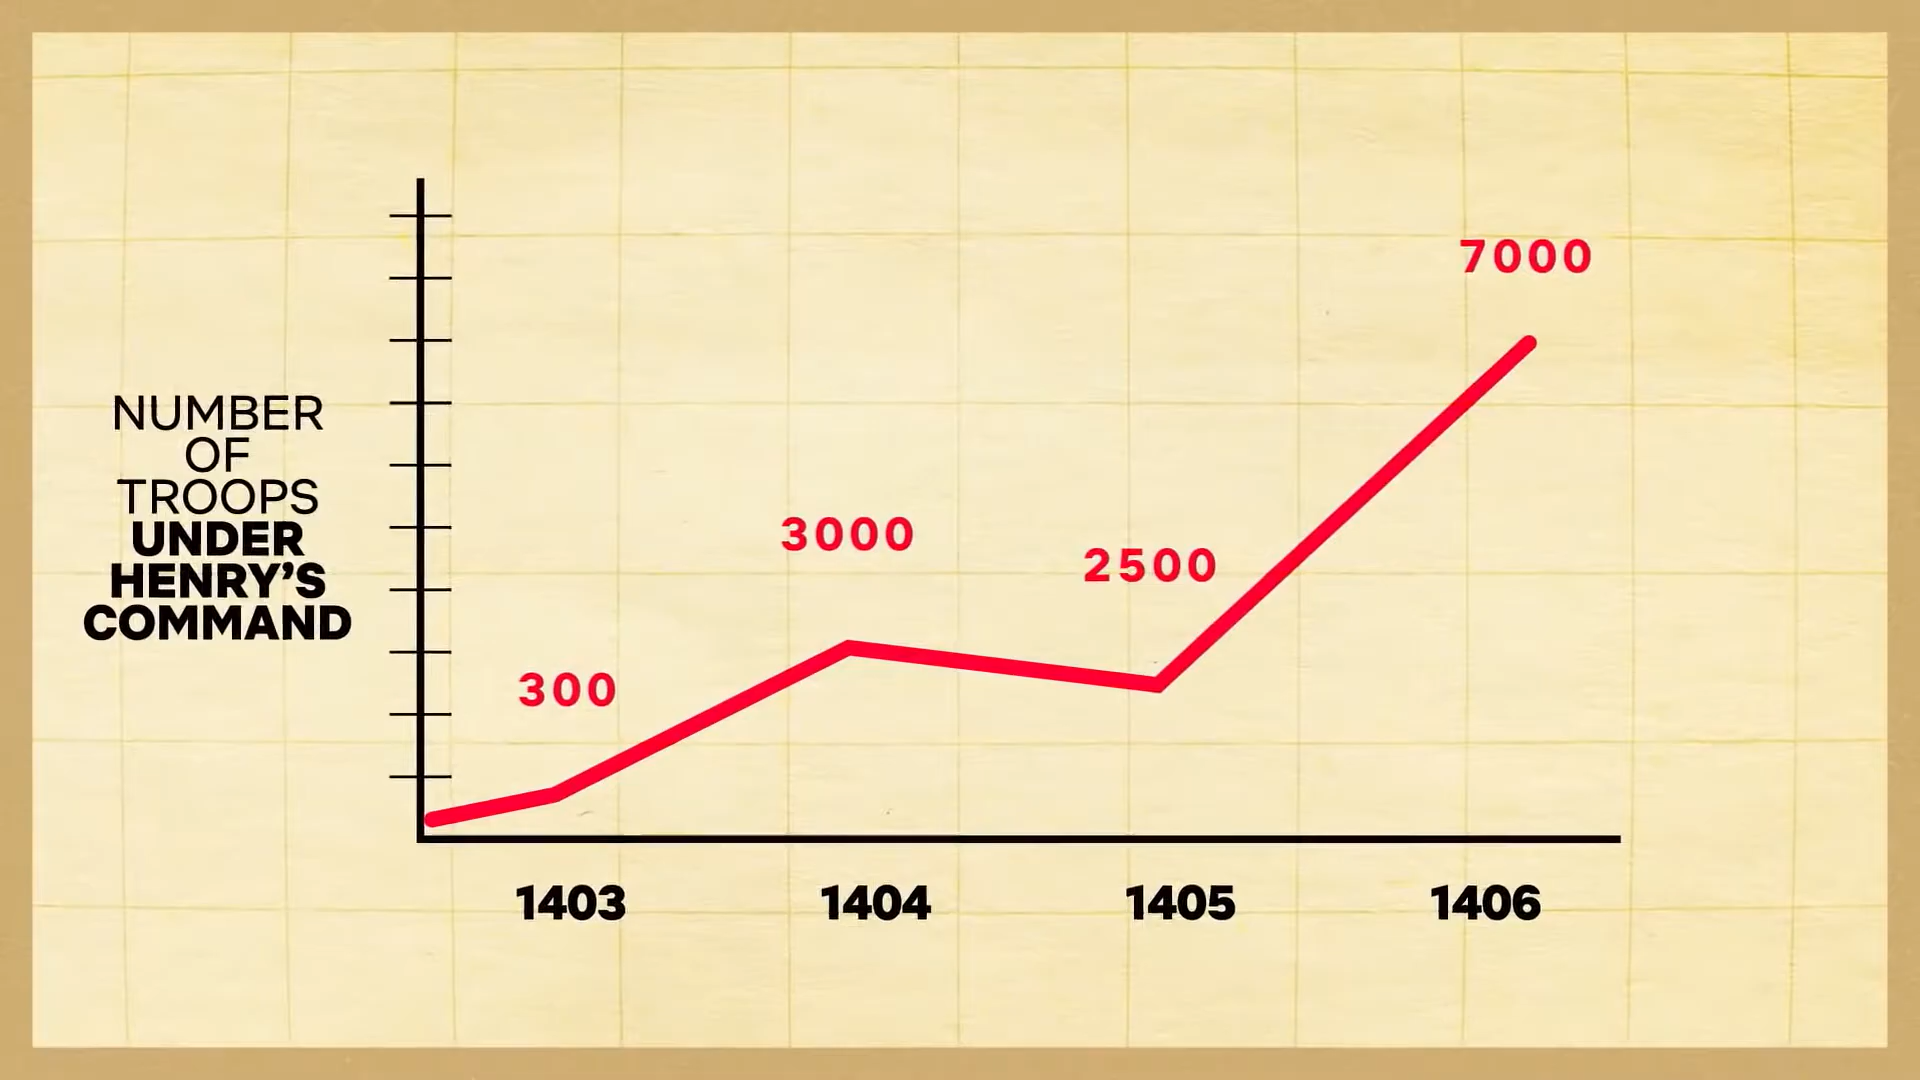 7000
NUMBER
OF
TROOPS
UNDER
HENRY’S
COMMAND
3000
2500
300
1403 1404 1405 1406